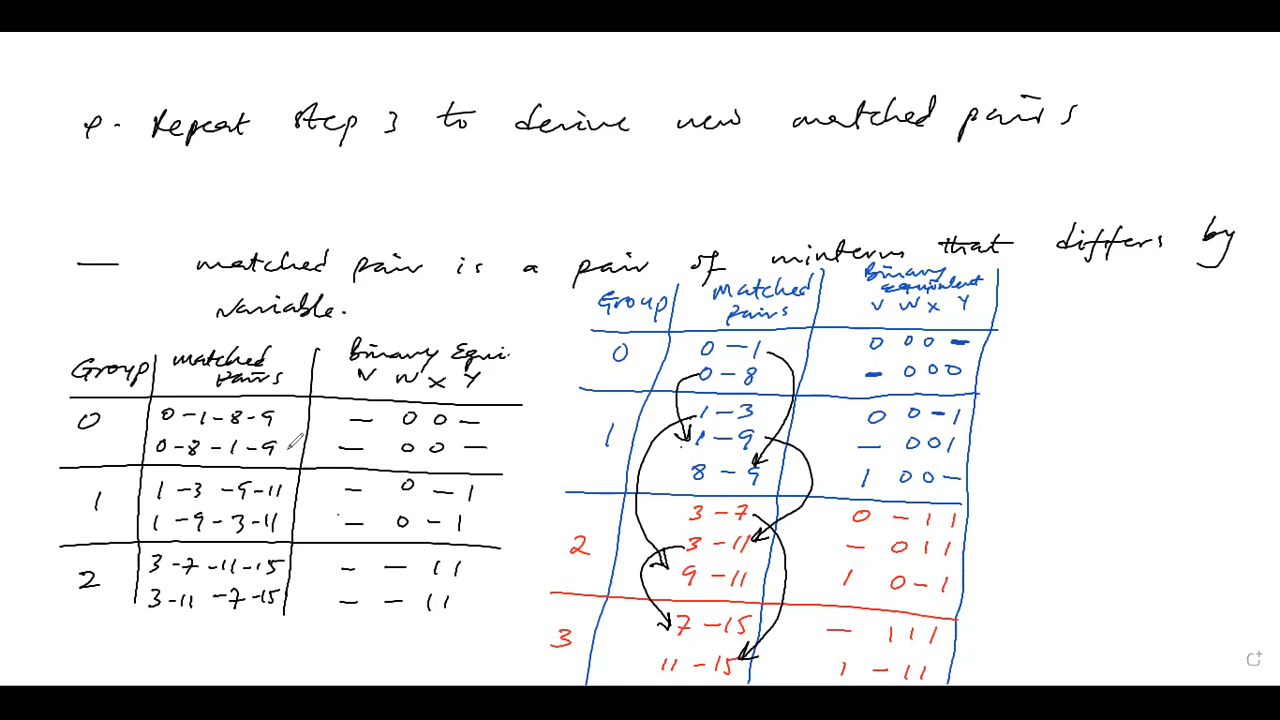 4. Repeat step 3 to derive new matched pairs
— matched pair is a pair of minterm that differs by
variable.
Group Matched pairs Binary equivalent
V W X Y
0 0 – 1 0 0 0 –
0 – 8 – 0 0 0
1 1 – 3 0 0 – 1
1 – 9 – 0 0 1
8 – 9 1 0 0 –
2 3 – 7 0 – 1 1
3 – 11 – 0 1 1
9 – 11 1 0 – 1
3 7 – 15 – 1 1 1
11 – 15 1 – 1 1
Group matched pairs Binary Equi.
V W X Y
0 0 – 1 – 8 – 9 – 0 0 –
0 – 8 – 1 – 9 – 0 0 –
1 1 – 3 – 9 – 11 – 0 – 1
1 – 9 – 3 – 11 – 0 – 1
2 3 – 7 – 11 – 15 – – 1 1
3 – 11 – 7 – 15 – – 1 1